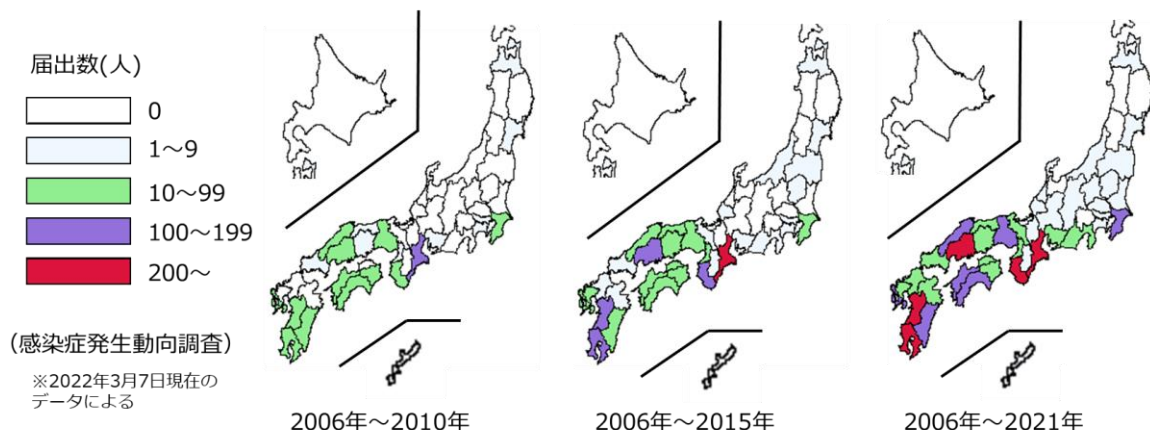 届出数(人)
0
1～9
10～99
100～199
200～
(感染症発生動向調査)
※2022年3月7日現在の
データによる
2006年～2010年
2006年～2015年
2006年～2021年